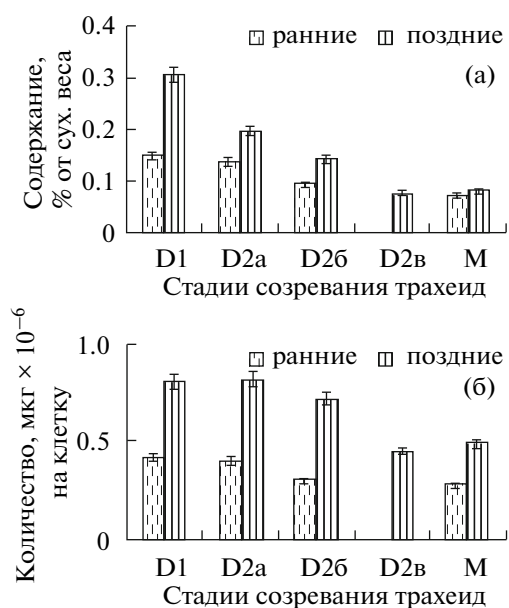 0.4
ранние
поздние
(а)
0.3
0.2
0.1
0
Содержание,
% от сух. веса
D1 D2а D2б D2в М
Стадии созревания трахеид
1.0
ранние
поздние
(б)
0.5
0
Количество, мкг × 10⁻⁶
на клетку
D1 D2а D2б D2в М
Стадии созревания трахеид